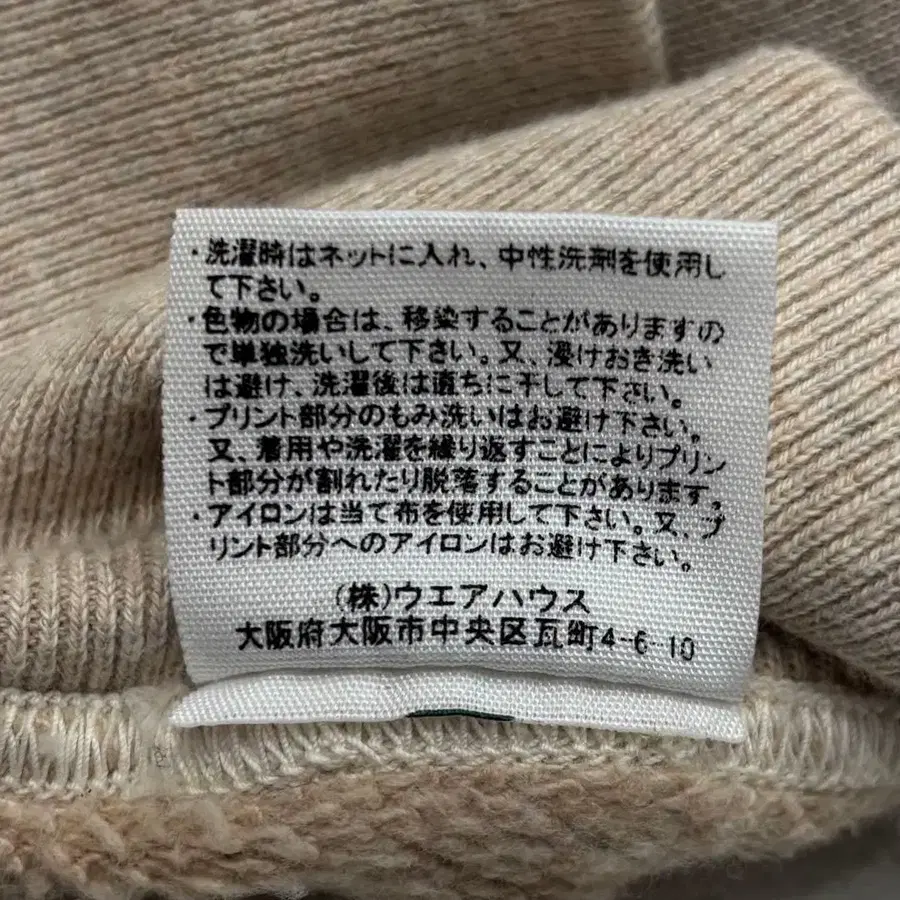 ・洗濯時はネットに入れ、中性洗剤を使用し
て下さい。
・色物の場合は、移染することがありますの
で単独洗いして下さい。又、浸けおき洗い
は避け、洗濯後は直ちに干して下さい。
・プリント部分のもみ洗いはお避け下さい。
又、着用や洗濯を繰り返すことによりプリン
ト部分が割れたり脱落することがあります。
・アイロンは当て布を使用して下さい。又、プ
リント部分へのアイロンはお避け下さい。
(株)ウエアハウス
大阪府大阪市中央区瓦町4-6-10